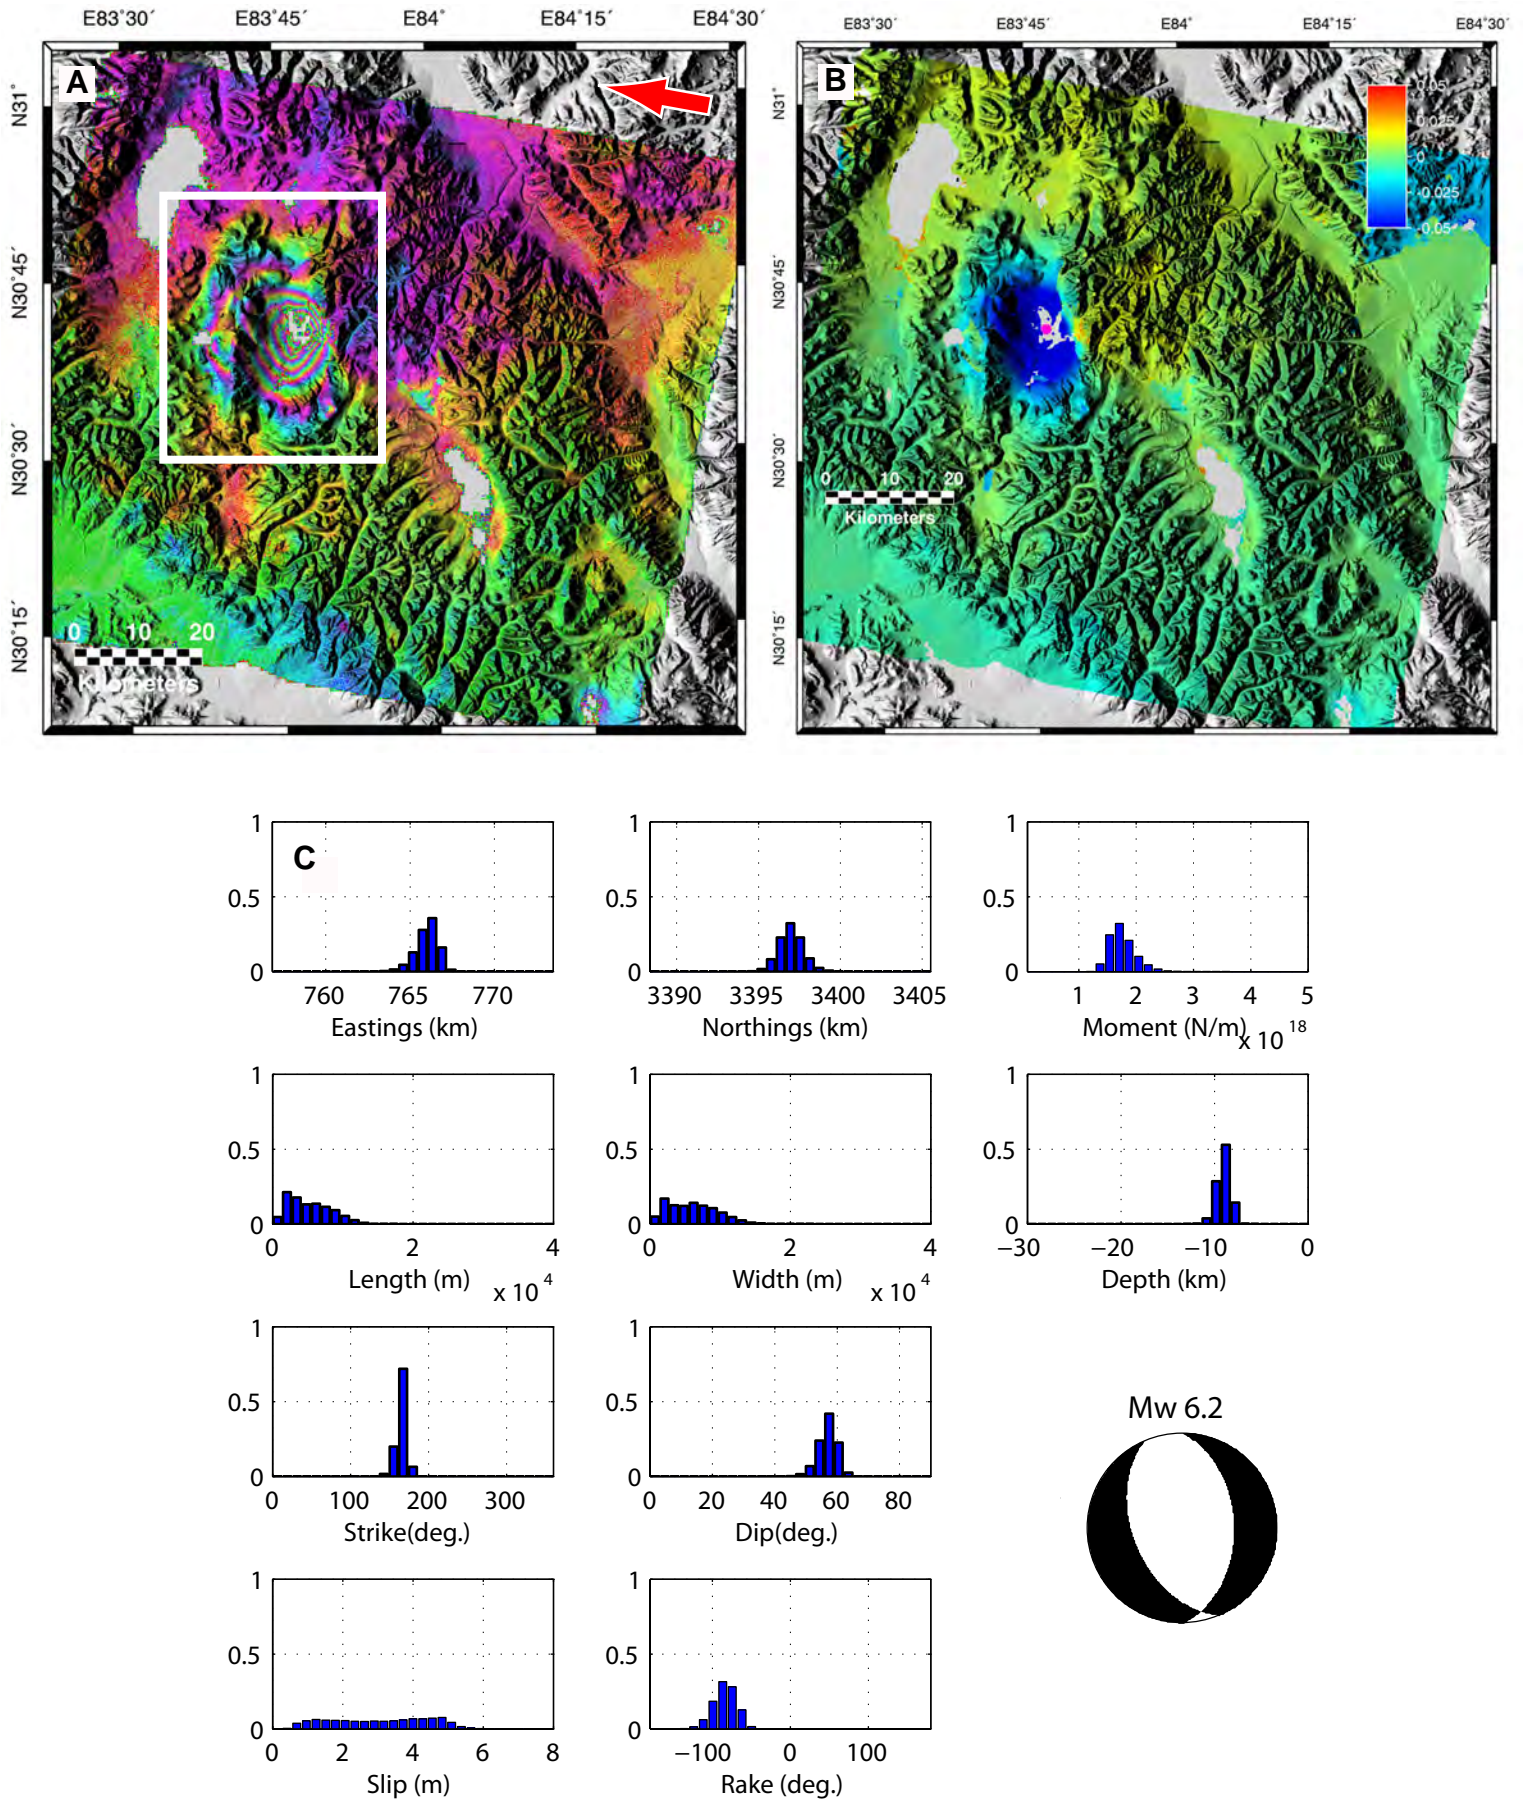 E83°30´ E83°45´ E84° E84°15´ E84°30´
E83°30´ E83°45´ E84° E84°15´ E84°30´
A
B
N31°
N30°45´
N30°30´
N30°15´
N31°
N30°45´
N30°30´
N30°15´
0.05
0.025
0
-0.025
-0.05
0 10 20
Kilometers
0 10 20
Kilometers
C
1
0.5
0
760 765 770
Eastings (km)
1
0.5
0
3390 3395 3400 3405
Northings (km)
1
0.5
0
1 2 3 4 5
Moment (N/m)
x 10 18
1
0.5
0
0 2 4
Length (m)
x 10 4
1
0.5
0
0 2 4
Width (m)
x 10 4
1
0.5
0
−30 −20 −10 0
Depth (km)
1
0.5
0
0 100 200 300
Strike(deg.)
1
0.5
0
0 20 40 60 80
Dip(deg.)
Mw 6.2
1
0.5
0
0 2 4 6 8
Slip (m)
1
0.5
0
−100 0 100
Rake (deg.)